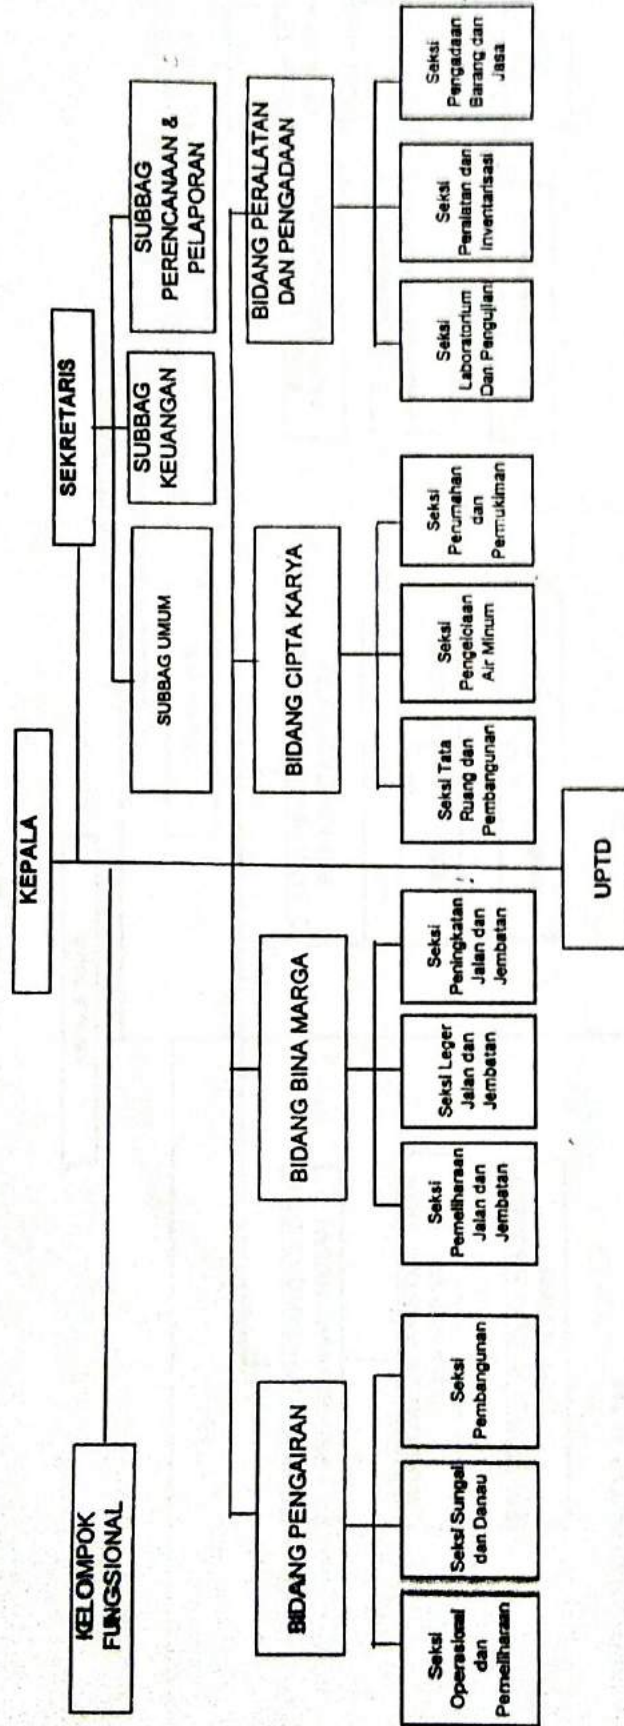 KEPALA
SEKRETARIS
KELOMPOK
FUNGSIONAL
SUBBAG UMUM
SUBBAG
KEUANGAN
SUBBAG
PERENCANAAN &
PELAPORAN
BIDANG PENGAIRAN
BIDANG BINA MARGA
BIDANG CIPTA KARYA
BIDANG PERALATAN
DAN PENGADAAN
Seksi
Operasional
dan
Pemeliharaan
Seksi Sungai
dan Danau
Seksi
Pembangunan
Seksi
Pemeliharaan
Jalan dan
Jembatan
Seksi Leger
Jalan dan
Jembatan
Seksi
Peningkatan
Jalan dan
Jembatan
Seksi Tata
Ruang dan
Pembangunan
Seksi
Pengelolaan
Air Minum
Seksi
Perumahan
dan
Permukiman
Seksi
Laboratorium
Dan Pengujian
Seksi
Peralatan dan
Inventarisasi
Seksi
Pengadaan
Barang dan
Jasa
UPTD